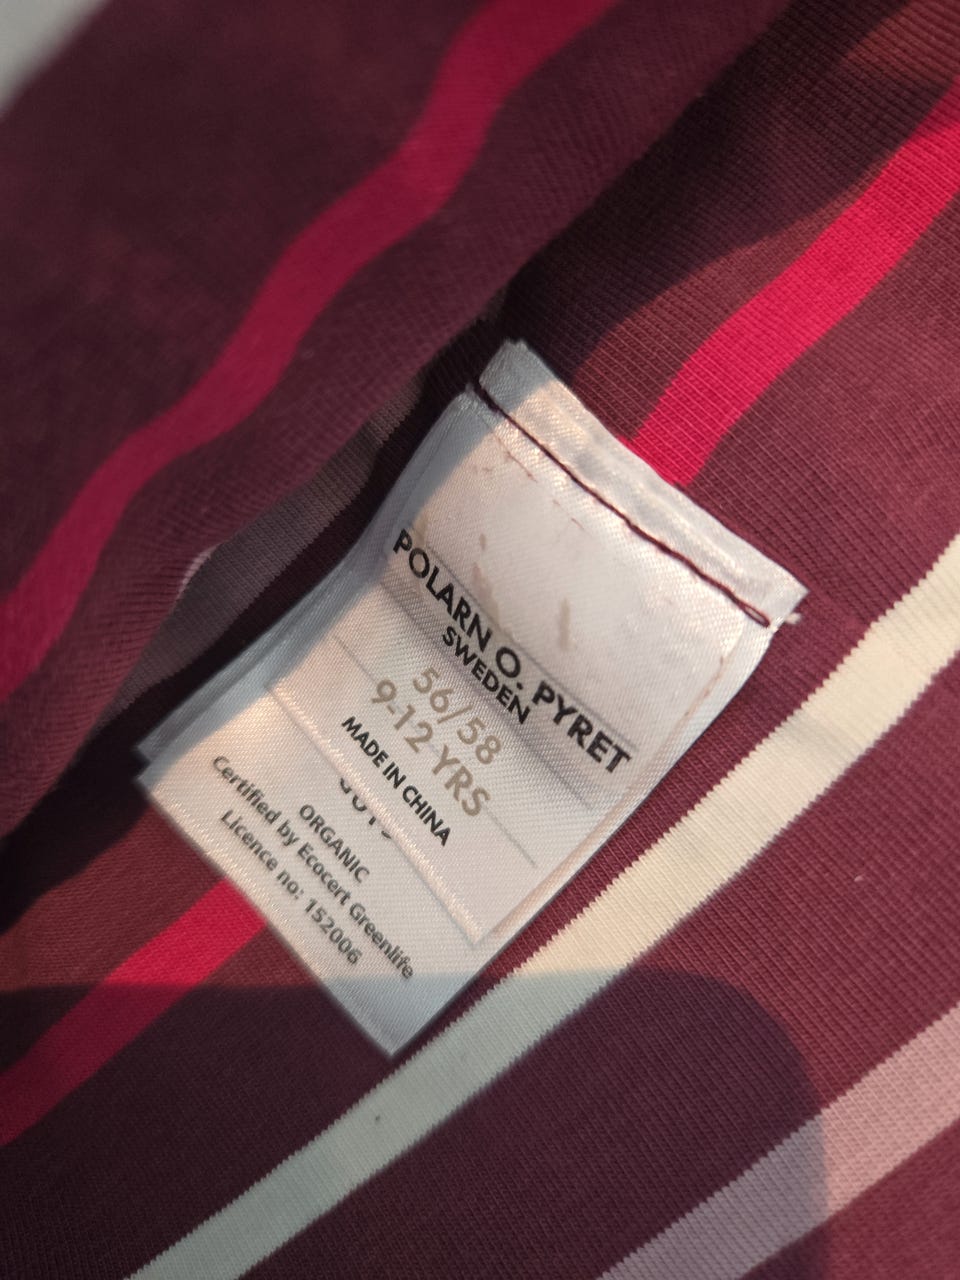 POLARN O. PYRET
SWEDEN
56/58
9-12 YRS
MADE IN CHINA
ORGANIC
Certified by Ecocert Greenlife
Licence no: 152006